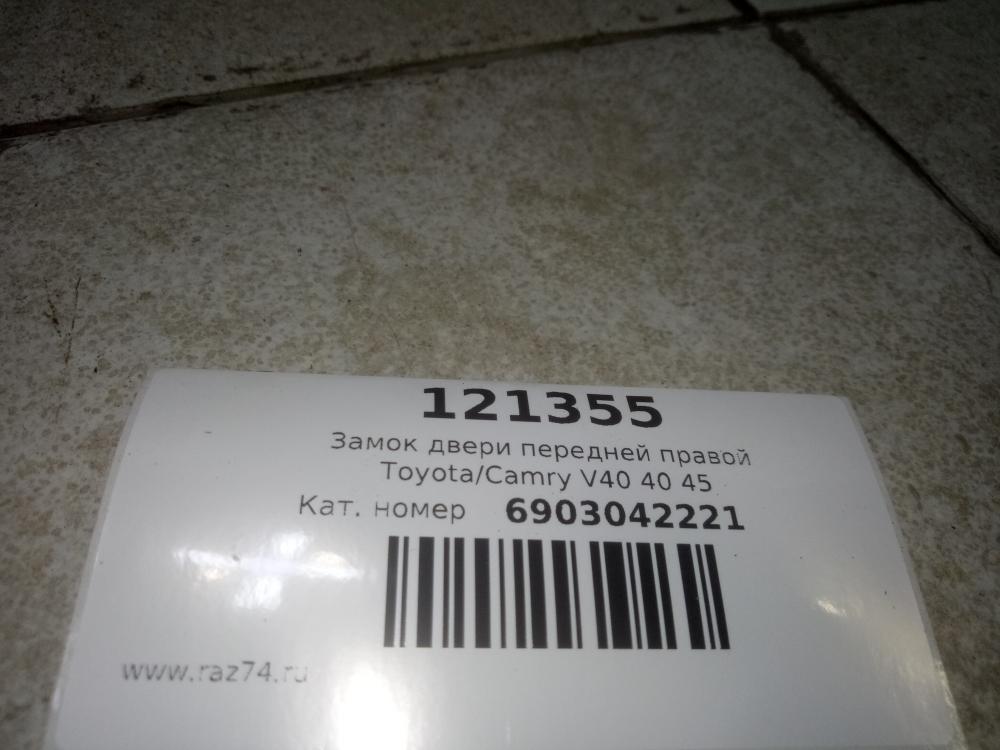 121355
Замок двери передней правой
Toyota/Camry V40 40 45
Кат. номер 6903042221
www.raz74.ru